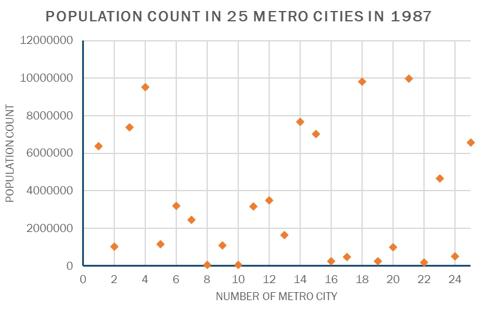 POPULATION COUNT IN 25 METRO CITIES IN 1987
12000000
10000000
8000000
6000000
4000000
2000000
0
POPULATION COUNT
0 2 4 6 8 10 12 14 16 18 20 22 24
NUMBER OF METRO CITY